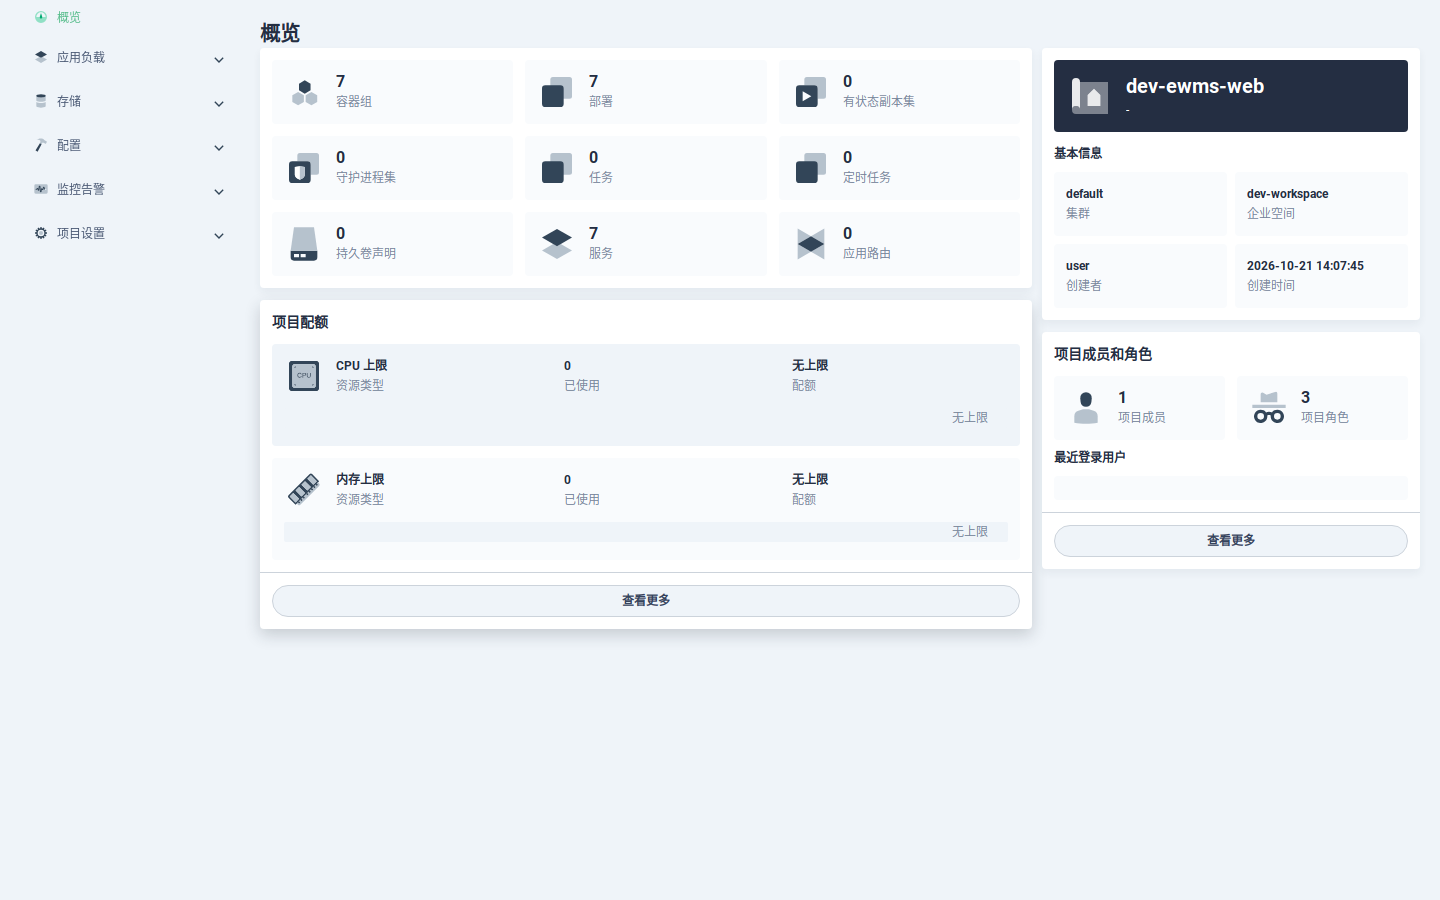 概览
应用负载
存储
配置
监控告警
项目设置
概览
7
容器组
7
部署
0
有状态副本集
0
守护进程集
0
任务
0
定时任务
0
持久卷声明
7
服务
0
应用路由
项目配额
CPU
CPU 上限
资源类型
0
已使用
无上限
配额
无上限
内存上限
资源类型
0
已使用
无上限
配额
无上限
查看更多
dev-ewms-web
-
基本信息
default
集群
dev-workspace
企业空间
user
创建者
2026-10-21 14:07:45
创建时间
项目成员和角色
1
项目成员
3
项目角色
最近登录用户
查看更多